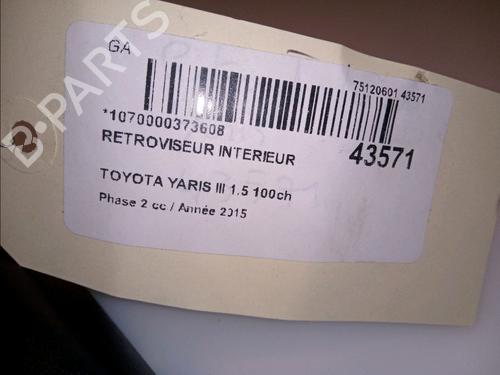 GA
75120601 43571
*1070000373608
RETROVISEUR INTERIEUR
43571
TOYOTA YARIS III 1.5 100ch
Phase 2 cc / Année 2015
B-PARTS